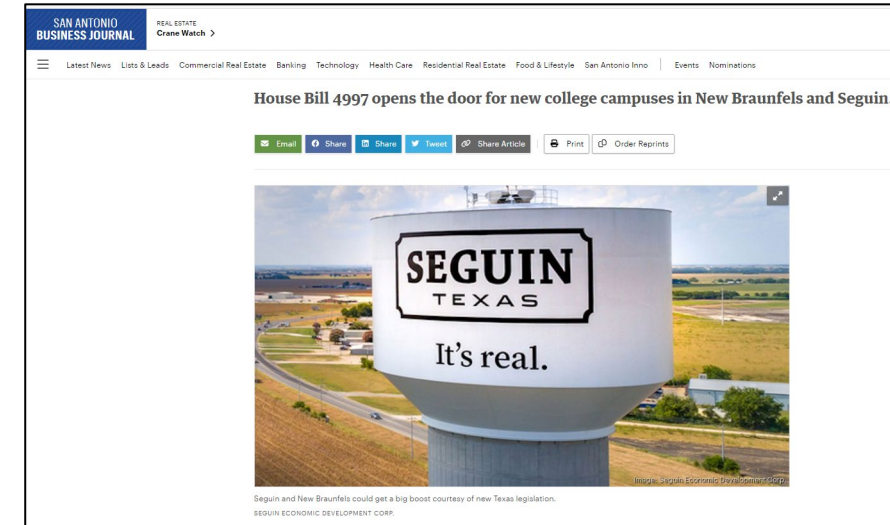 SAN ANTONIO
BUSINESS JOURNAL
REAL ESTATE
Crane Watch >
Latest News Lists & Leads Commercial Real Estate Banking Technology Health Care Residential Real Estate Food & Lifestyle San Antonio Inno | Events Nominations
House Bill 4997 opens the door for new college campuses in New Braunfels and Seguin.
Email Share Share Tweet Share Article | Print Order Reprints
SEGUIN
TEXAS
It's real.
Image: Seguin Economic Development Corp.
Seguin and New Braunfels could get a big boost courtesy of new Texas legislation.
SEGUIN ECONOMIC DEVELOPMENT CORP.